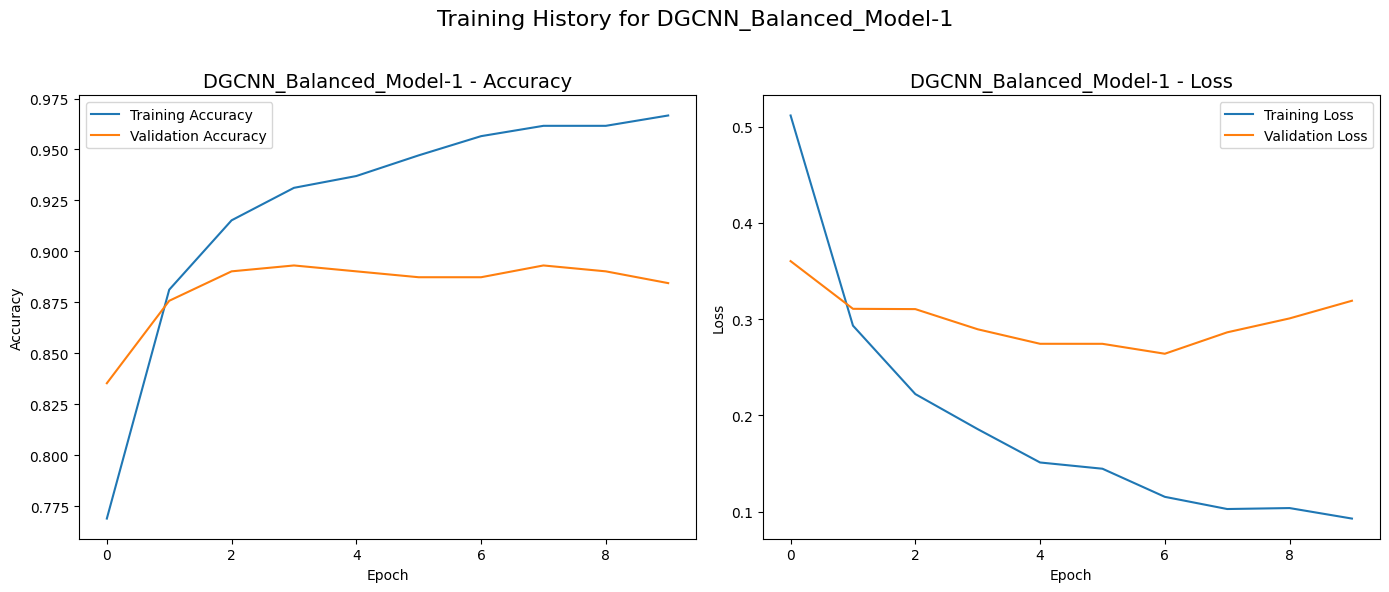 Training History for DGCNN_Balanced_Model-1
DGCNN_Balanced_Model-1 - Accuracy
Training Accuracy
Validation Accuracy
0.975
0.950
0.925
0.900
0.875
0.850
0.825
0.800
0.775
Accuracy
0 2 4 6 8
Epoch
DGCNN_Balanced_Model-1 - Loss
Training Loss
Validation Loss
0.5
0.4
0.3
0.2
0.1
Loss
0 2 4 6 8
Epoch